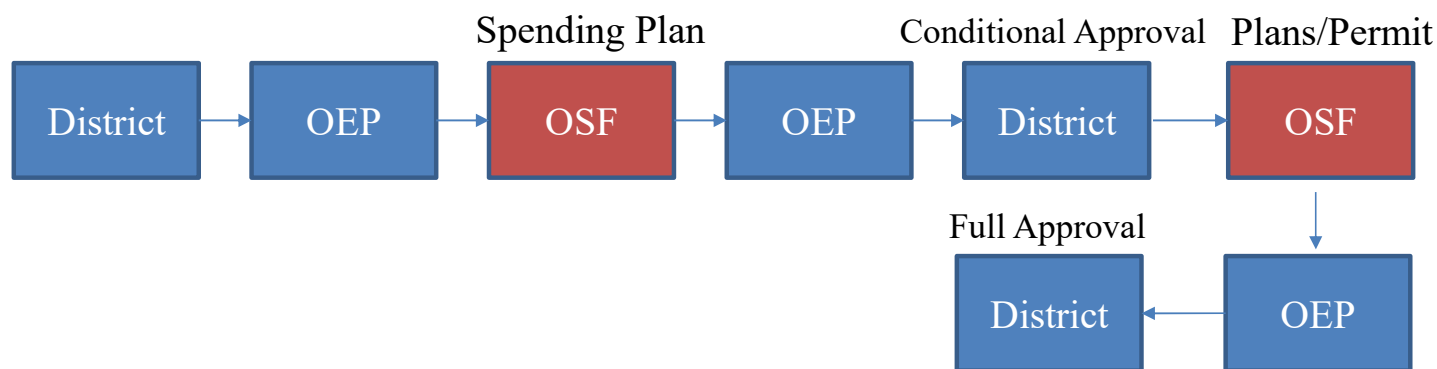 Spending Plan
Conditional Approval
Plans/Permit
District
OEP
OSF
OEP
District
OSF
Full Approval
District
OEP